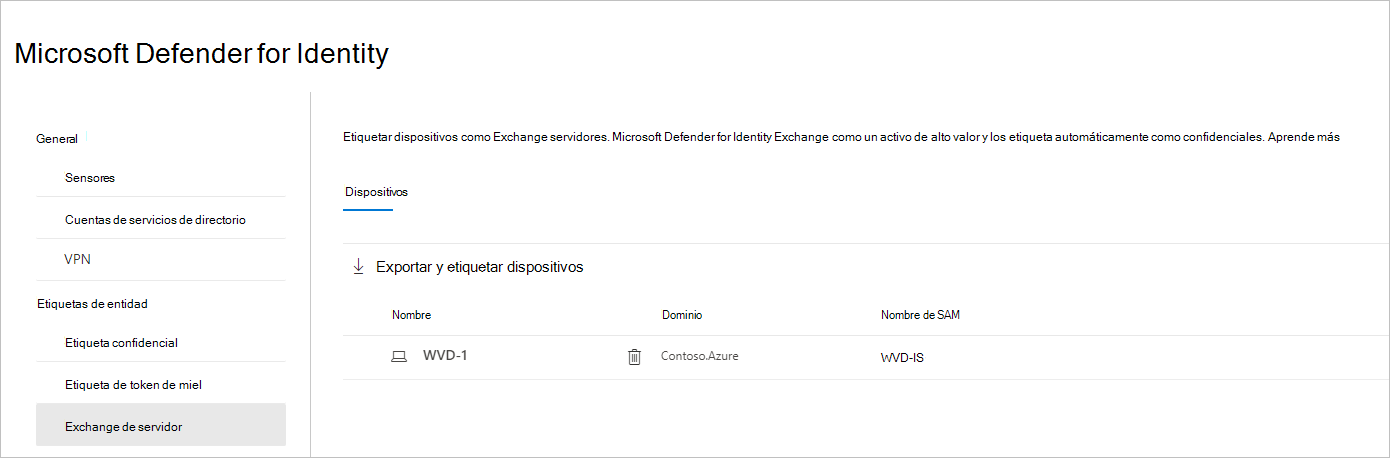 Microsoft Defender for Identity
General
Sensores
Cuentas de servicios de directorio
VPN
Etiquetas de entidad
Etiqueta confidencial
Etiqueta de token de miel
Exchange de servidor
Etiquetar dispositivos como Exchange servidores. Microsoft Defender for Identity Exchange como un activo de alto valor y los etiqueta automáticamente como confidenciales. Aprende más
Dispositivos
Exportar y etiquetar dispositivos
Nombre Dominio Nombre de SAM
WVD-1 Contoso.Azure WVD-IS